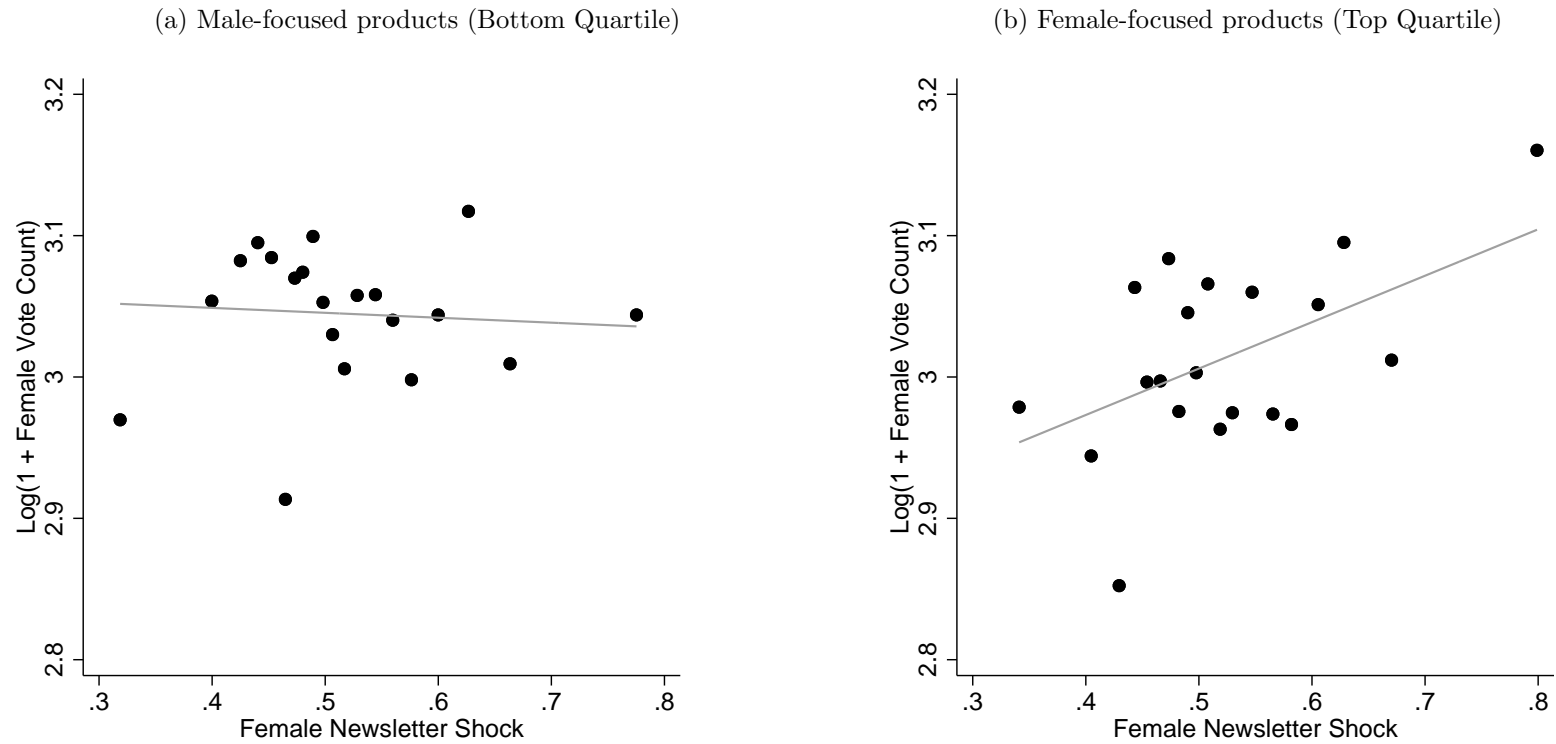 (a) Male-focused products (Bottom Quartile)
Log(1 + Female Vote Count)
3.2
3.1
3
2.9
2.8
.3 .4 .5 .6 .7 .8
Female Newsletter Shock
(b) Female-focused products (Top Quartile)
Log(1 + Female Vote Count)
3.2
3.1
3
2.9
2.8
.3 .4 .5 .6 .7 .8
Female Newsletter Shock